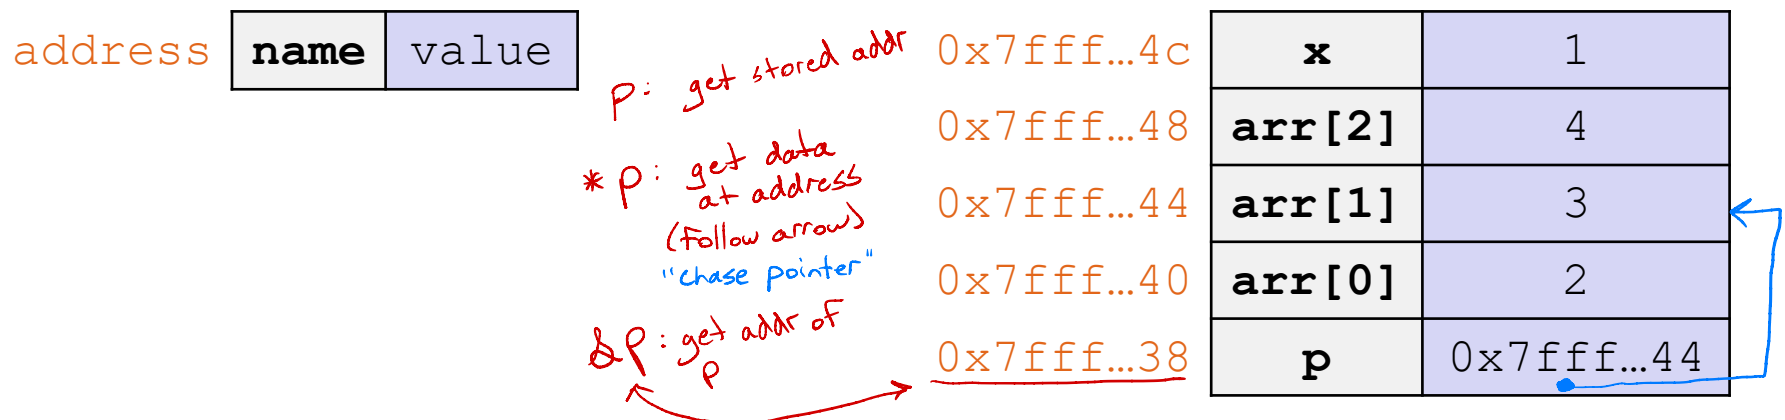 address name value
p: get stored addr
*p: get data
at address
(follow arrow)
"chase pointer"
&p: get addr of
p
0x7fff…4c x 1
0x7fff…48 arr[2] 4
0x7fff…44 arr[1] 3
0x7fff…40 arr[0] 2
0x7fff…38 p 0x7fff…44